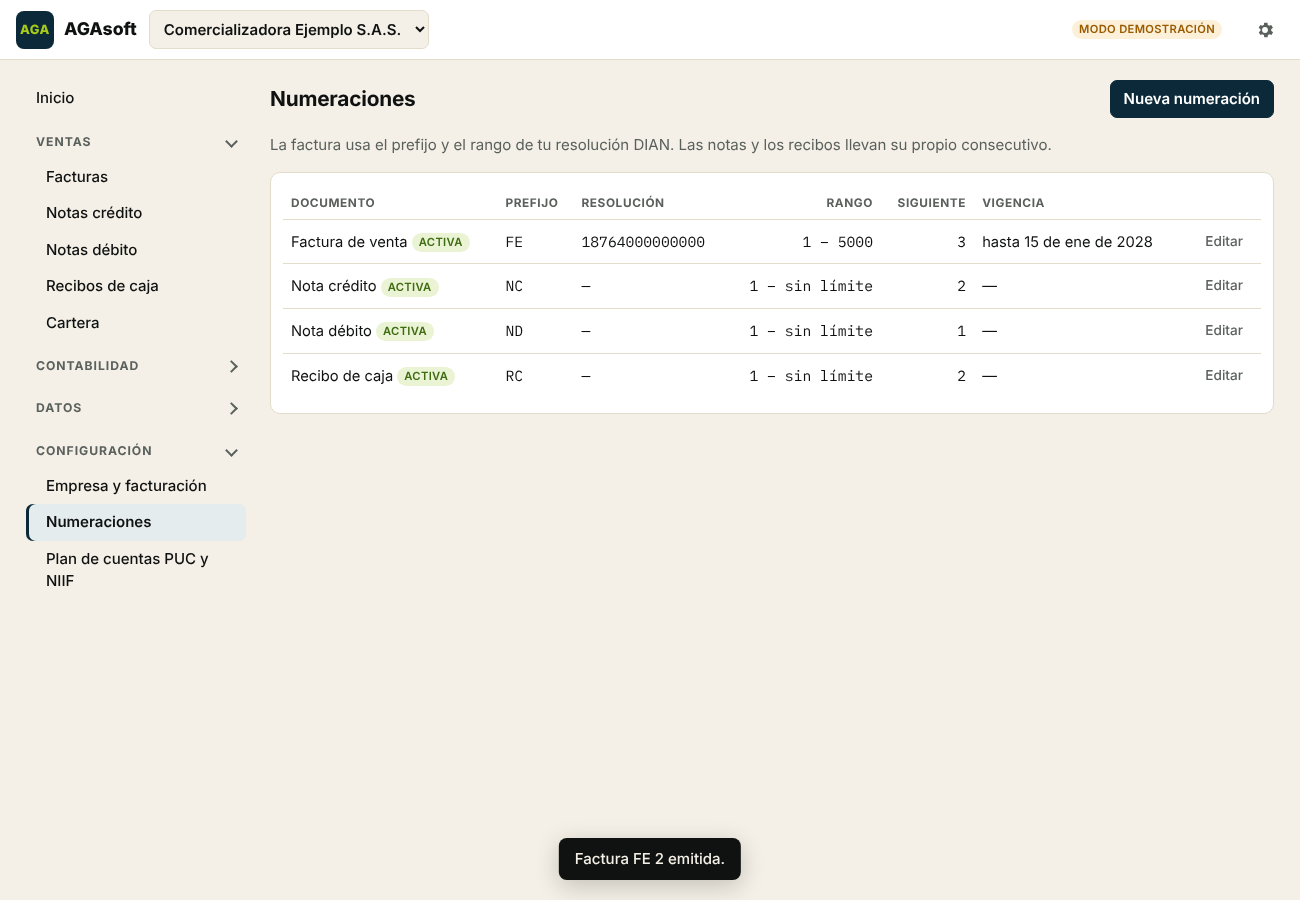 AGA AGAsoft Comercializadora Ejemplo S.A.S. MODO DEMOSTRACIÓN
Inicio
VENTAS
Facturas
Notas crédito
Notas débito
Recibos de caja
Cartera
CONTABILIDAD
DATOS
CONFIGURACIÓN
Empresa y facturación
Numeraciones
Plan de cuentas PUC y
NIIF
Numeraciones Nueva numeración
La factura usa el prefijo y el rango de tu resolución DIAN. Las notas y los recibos llevan su propio consecutivo.
DOCUMENTO PREFIJO RESOLUCIÓN RANGO SIGUIENTE VIGENCIA
Factura de venta ACTIVA FE 18764000000000 1 – 5000 3 hasta 15 de ene de 2028 Editar
Nota crédito ACTIVA NC — 1 – sin límite 2 — Editar
Nota débito ACTIVA ND — 1 – sin límite 1 — Editar
Recibo de caja ACTIVA RC — 1 – sin límite 2 — Editar
Factura FE 2 emitida.